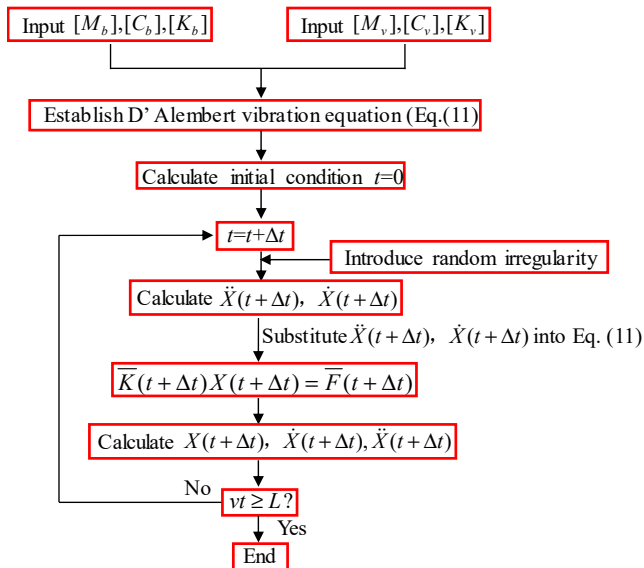 Input [M_b],[C_b],[K_b]
Input [M_v],[C_v],[K_v]
Establish D' Alembert vibration equation (Eq.(11)
Calculate initial condition t=0
t=t+Δt
Introduce random irregularity
Calculate Ẍ(t+Δt), Ẋ(t+Δt)
Substitute Ẍ(t+Δt), Ẋ(t+Δt) into Eq. (11)
K̅(t+Δt)X(t+Δt)=F̅(t+Δt)
Calculate X(t+Δt), Ẋ(t+Δt),Ẍ(t+Δt)
No
vt≥L?
Yes
End